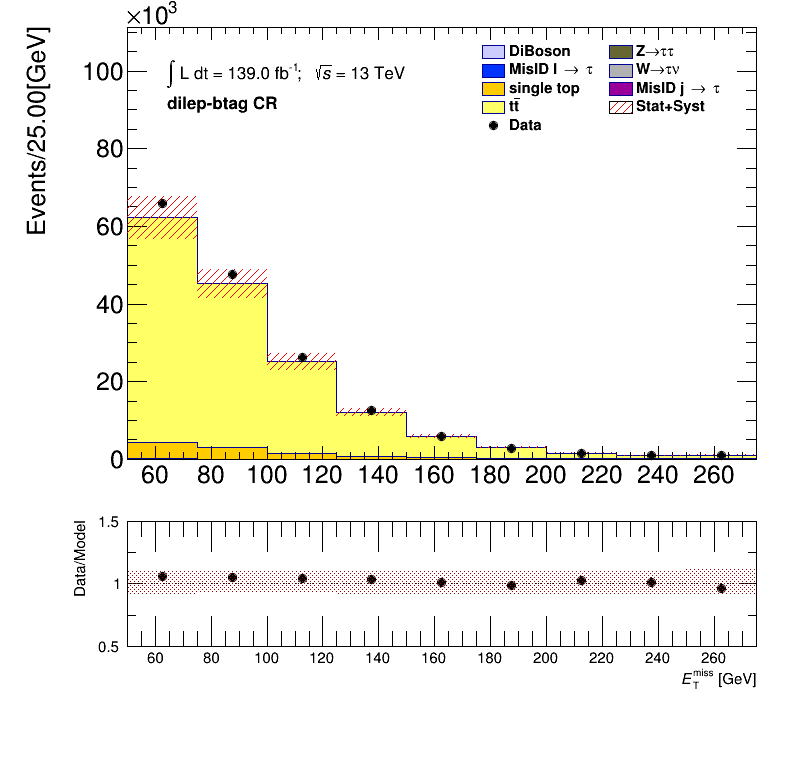 ×10³
Events/25.00[GeV]
100
80
60
40
20
0
∫ L dt = 139.0 fb⁻¹; √s = 13 TeV
dilep-btag CR
DiBoson
MisID l → τ
single top
tt̄
Data
Z→ττ
W→τν
MisID j → τ
Stat+Syst
60 80 100 120 140 160 180 200 220 240 260
Data/Model
1.5
1
0.5
60 80 100 120 140 160 180 200 220 240 260
E_T^miss [GeV]